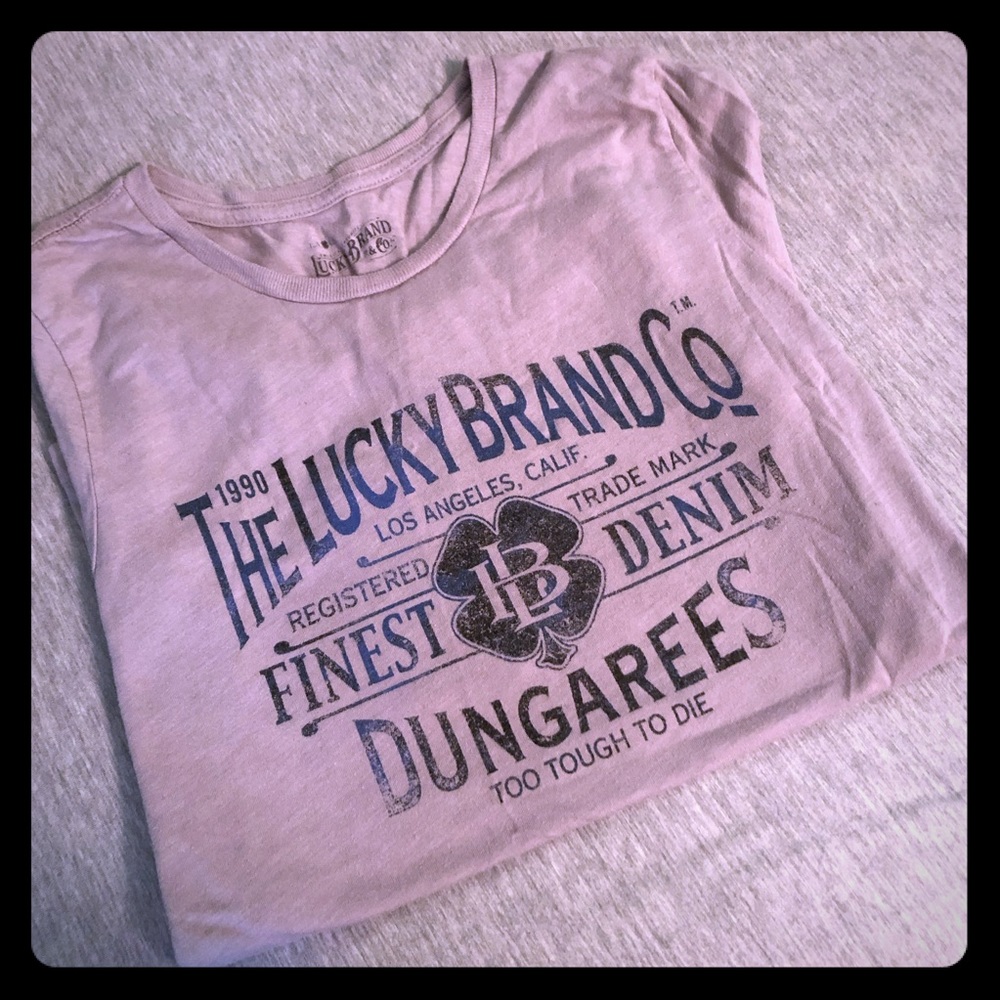 LUCKY BRAND
& Co.
1990
THE LUCKY BRAND CO T.M.
LOS ANGELES, CALIF.
REGISTERED TRADE MARK
FINEST LB DENIM
DUNGAREES
TOO TOUGH TO DIE